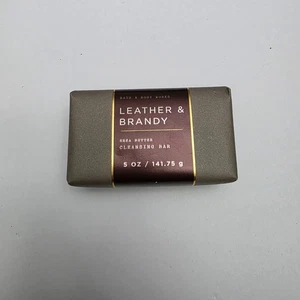 BATH & BODY WORKS
LEATHER &
BRANDY
SHEA BUTTER
CLEANSING BAR
5 OZ / 141.75 g